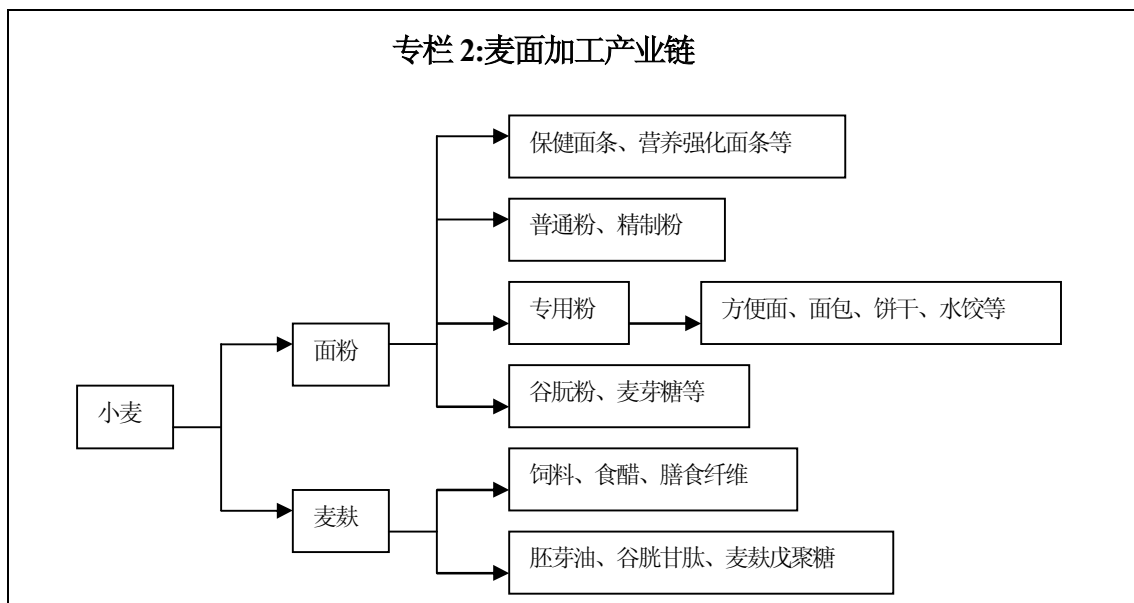 专栏 2:麦面加工产业链
保健面条、营养强化面条等
普通粉、精制粉
专用粉
方便面、面包、饼干、水饺等
面粉
谷朊粉、麦芽糖等
小麦
饲料、食醋、膳食纤维
麦麸
胚芽油、谷胱甘肽、麦麸戊聚糖